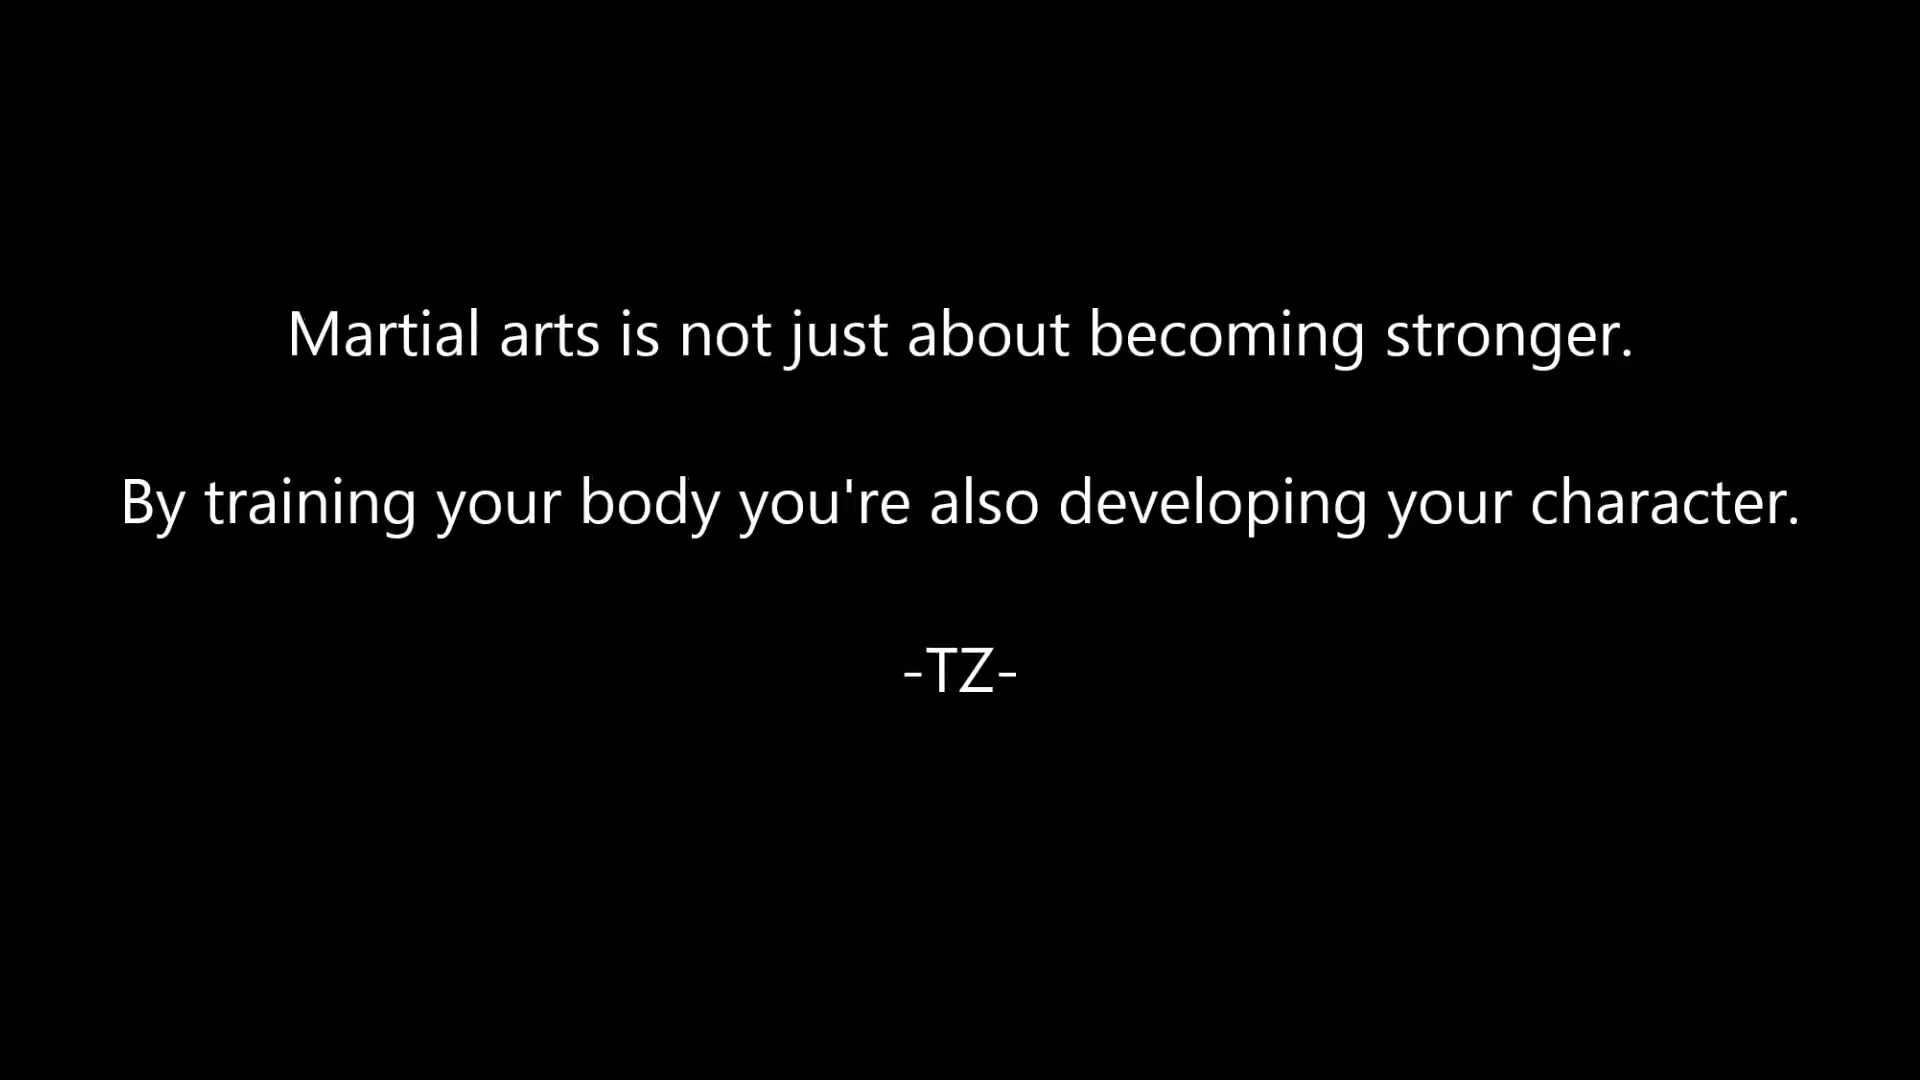 Martial arts is not just about becoming stronger.
By training your body you're also developing your character.
-TZ-